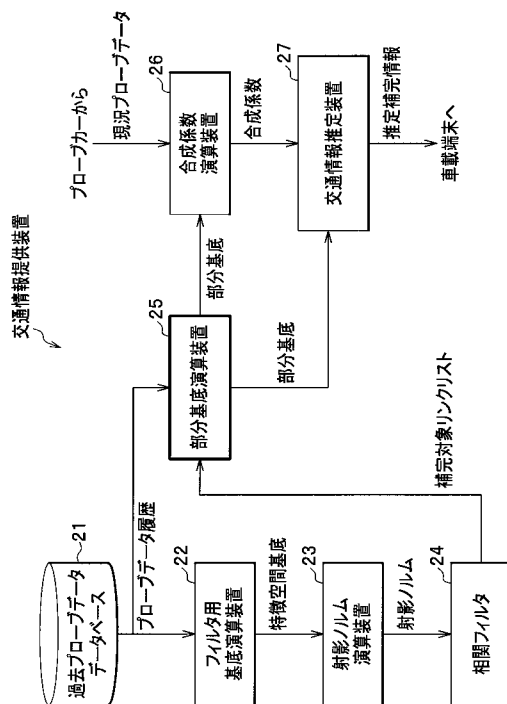 交通情報提供装置
21
過去プローブデータ
データベース
プローブデータ履歴
22
フィルタ用
基底演算装置
特徴空間基底
23
射影ノルム
演算装置
射影ノルム
24
相関フィルタ
補完対象リンクリスト
25
部分基底演算装置
部分基底
部分基底
プローブカーから
現況プローブデータ
26
合成係数
演算装置
合成係数
27
交通情報推定装置
推定補完情報
車載端末へ